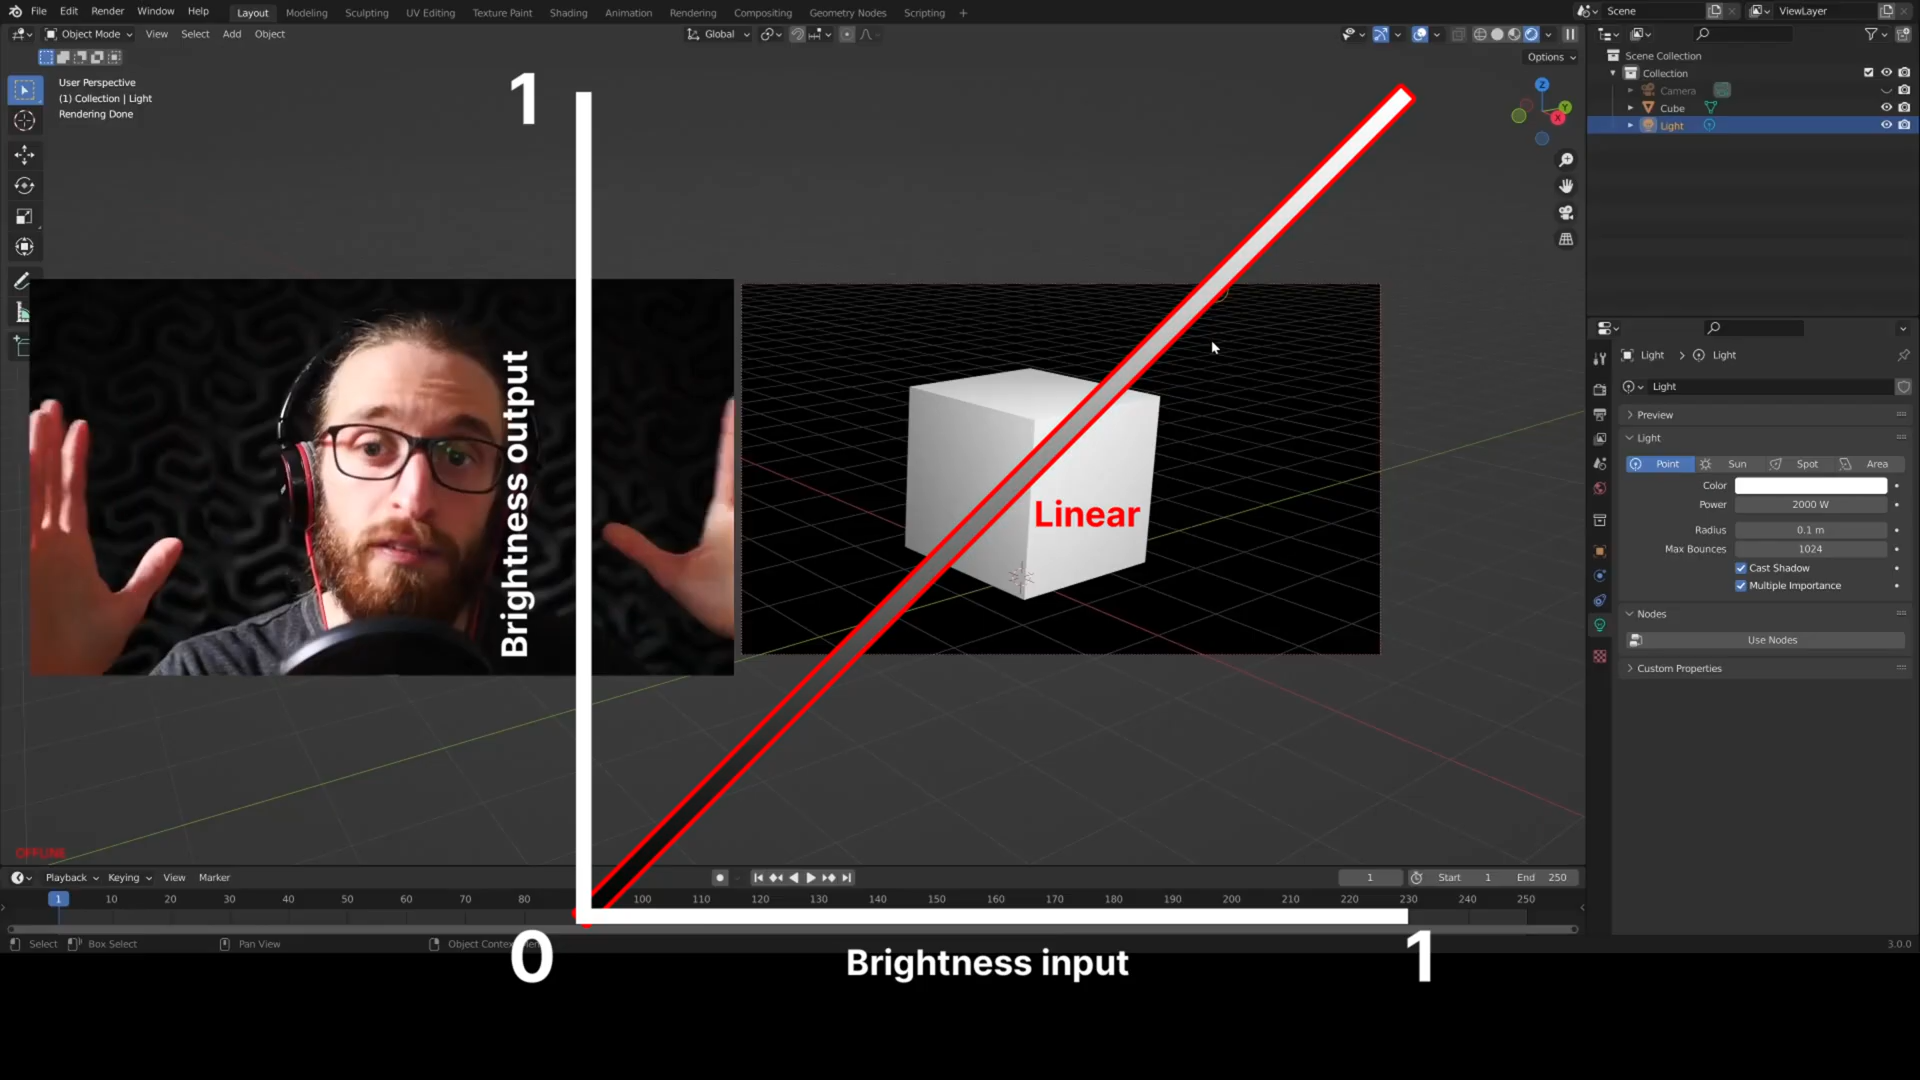 File Edit Render Window Help
Layout Modeling Sculpting UV Editing Texture Paint Shading Animation Rendering Compositing Geometry Nodes Scripting +
Scene ViewLayer
Object Mode View Select Add Object
Global
Options
User Perspective
(1) Collection | Light
Rendering Done
Scene Collection
Collection
Camera
Cube
Light
Z
Y
X
1
Brightness output
Linear
Light > Light
Light
Preview
Light
Point Sun Spot Area
Color
Power 2000 W
Radius 0.1 m
Max Bounces 1024
Cast Shadow
Multiple Importance
Nodes
Use Nodes
Custom Properties
OFFLINE
Playback Keying View Marker
1 Start 1 End 250
1 10 20 30 40 50 60 70 80 100 110 120 130 140 150 160 170 180 190 200 210 220 230 240 250
Select Box Select Pan View Object
3.0.0
0 Brightness input 1